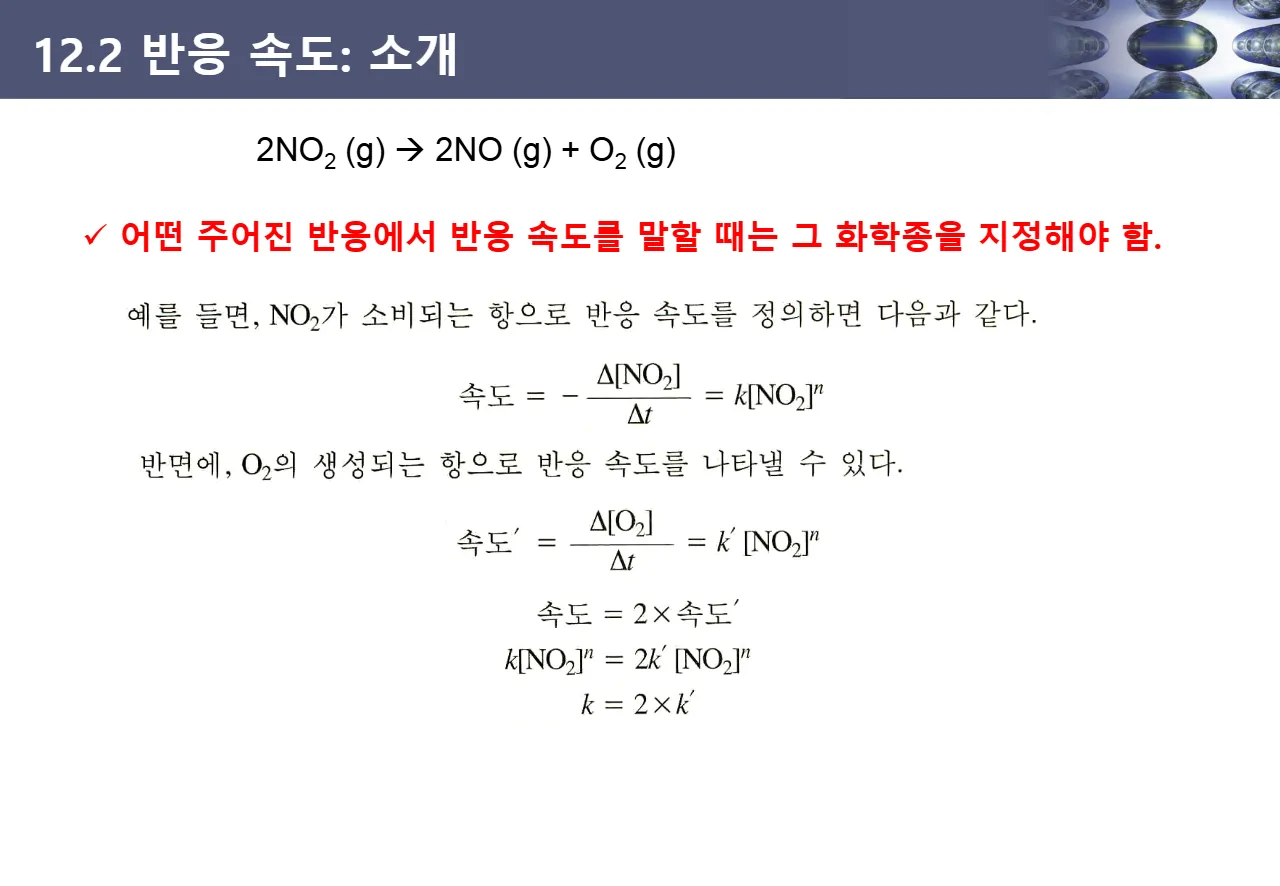 12.2 반응 속도: 소개
2NO₂ (g) → 2NO (g) + O₂ (g)
✓ 어떤 주어진 반응에서 반응 속도를 말할 때는 그 화학종을 지정해야 함.
예를 들면, NO₂가 소비되는 항으로 반응 속도를 정의하면 다음과 같다.
속도 = − Δ[NO₂]/Δt = k[NO₂]ⁿ
반면에, O₂의 생성되는 항으로 반응 속도를 나타낼 수 있다.
속도′ = Δ[O₂]/Δt = k′ [NO₂]ⁿ
속도 = 2×속도′
k[NO₂]ⁿ = 2k′ [NO₂]ⁿ
k = 2×k′